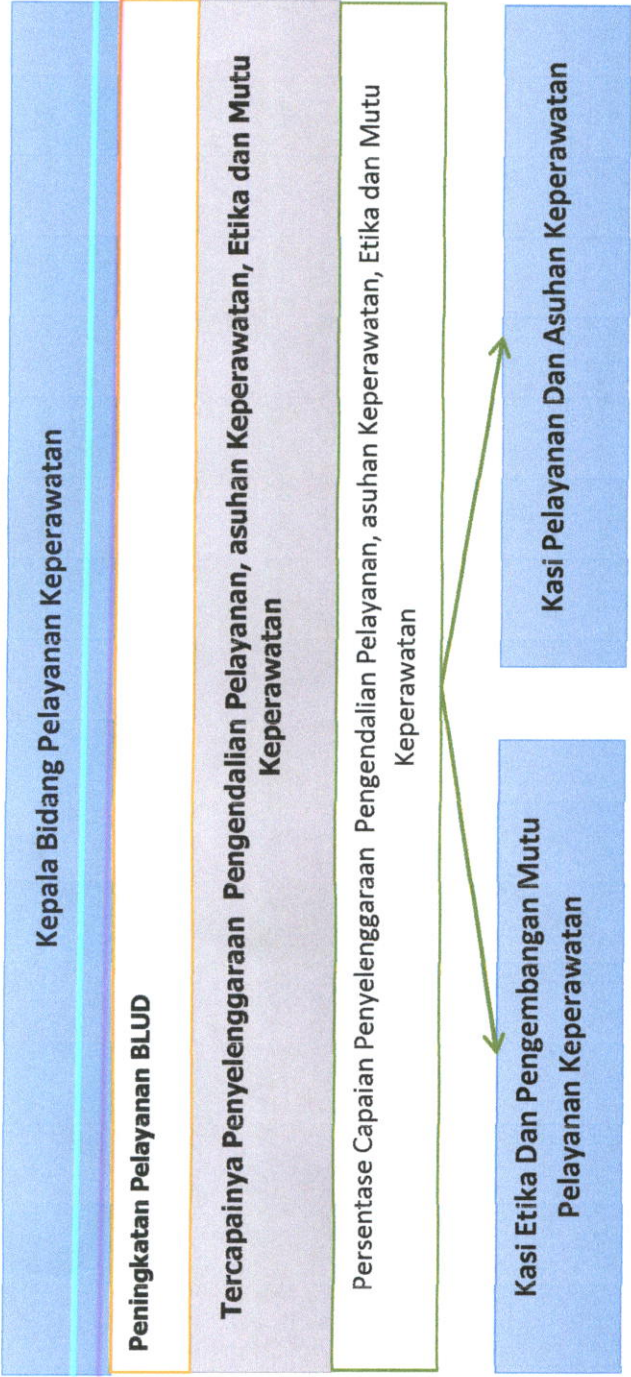 Kepala Bidang Pelayanan Keperawatan
Peningkatan Pelayanan BLUD
Tercapainya Penyelenggaraan Pengendalian Pelayanan, asuhan Keperawatan, Etika dan Mutu
Keperawatan
Persentase Capaian Penyelenggaraan Pengendalian Pelayanan, asuhan Keperawatan, Etika dan Mutu
Keperawatan
Kasi Etika Dan Pengembangan Mutu
Pelayanan Keperawatan
Kasi Pelayanan Dan Asuhan Keperawatan